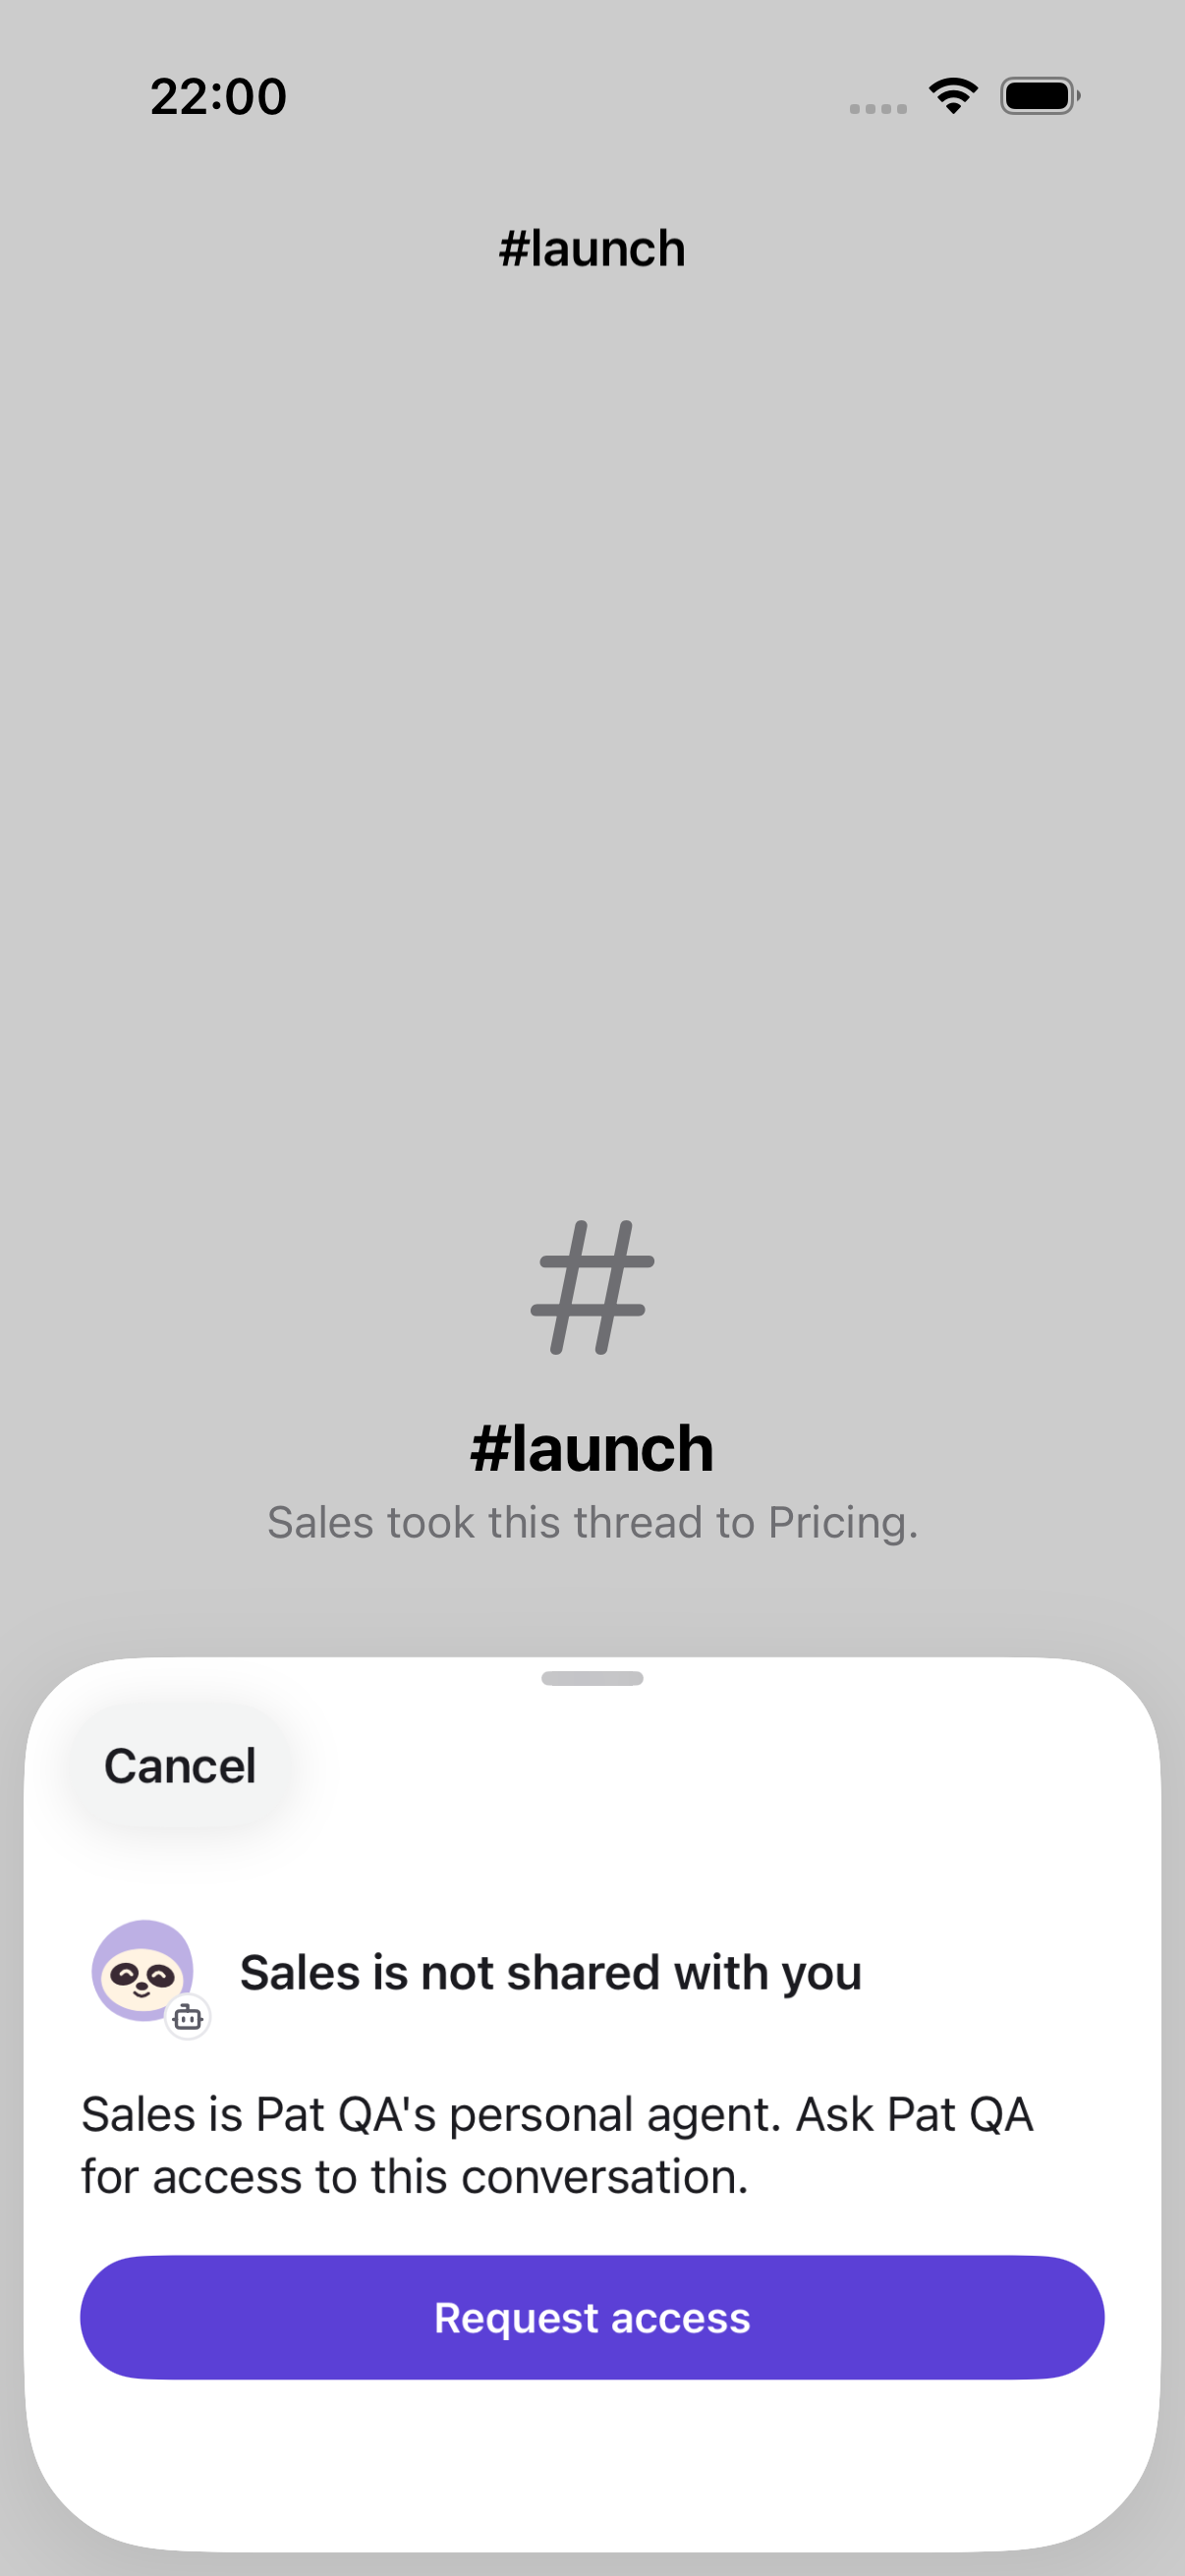 22:00
#launch
#launch
Sales took this thread to Pricing.
Cancel
Sales is not shared with you
Sales is Pat QA's personal agent. Ask Pat QA
for access to this conversation.
Request access